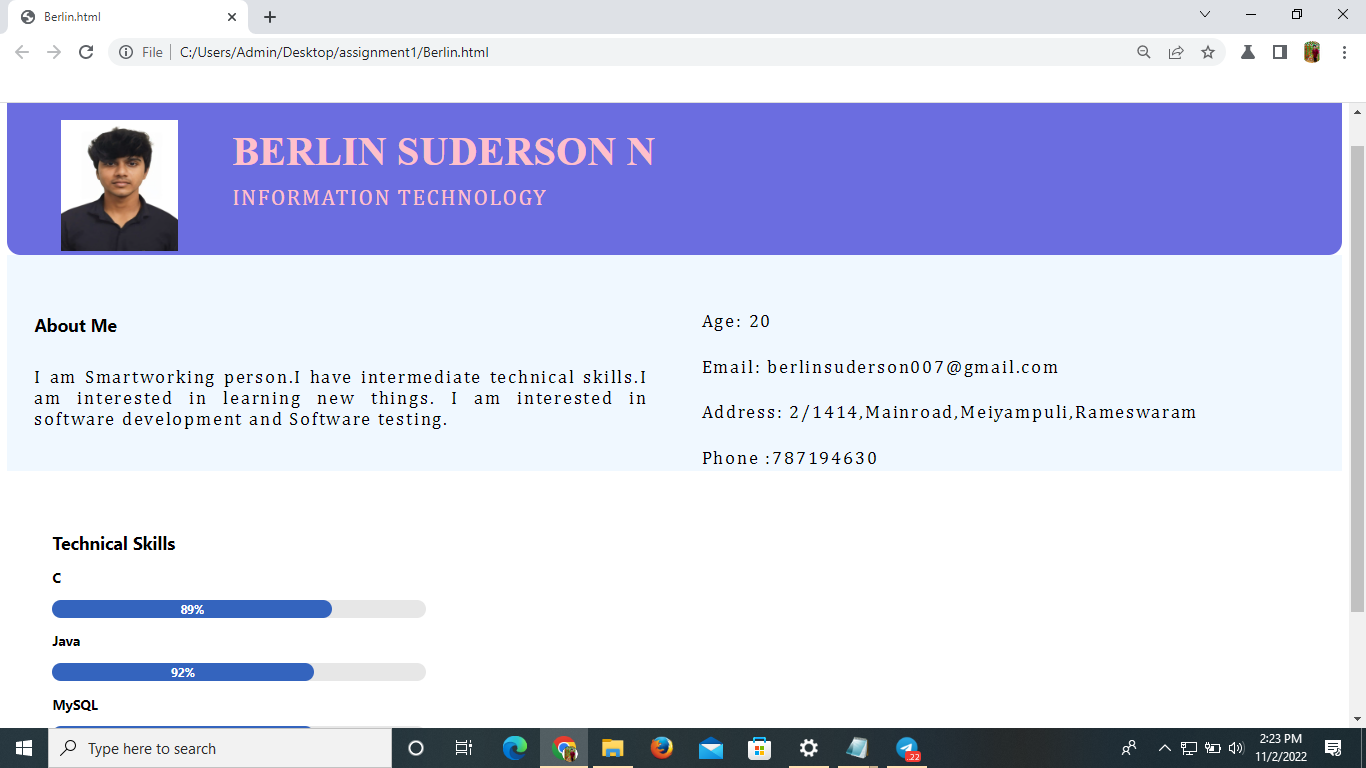 Berlin.html
File
C:/Users/Admin/Desktop/assignment1/Berlin.html
BERLIN SUDERSON N
INFORMATION TECHNOLOGY
About Me
I am Smartworking person.I have intermediate technical skills.I
am interested in learning new things. I am interested in
software development and Software testing.
Age: 20
Email: berlinsuderson007@gmail.com
Address: 2/1414,Mainroad,Meiyampuli,Rameswaram
Phone :787194630
Technical Skills
C
89%
Java
92%
MySQL
Type here to search
.22
2:23 PM
11/2/2022